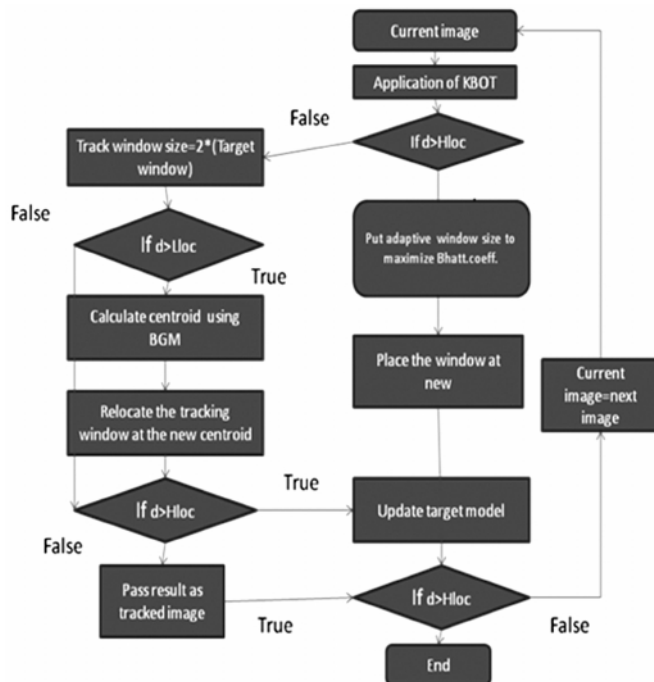 Current image
Application of KBOT
False
If d>Hloc
Track window size=2*(Target
window)
False
If d>Lloc
True
Put adaptive window size to
maximize Bhatt.coeff.
Calculate centroid using
BGM
Place the window at
new
Current
image=next
image
Relocate the tracking
window at the new centroid
If d>Hloc
True
Update target model
False
Pass result as
tracked image
True
If d>Hloc
False
End